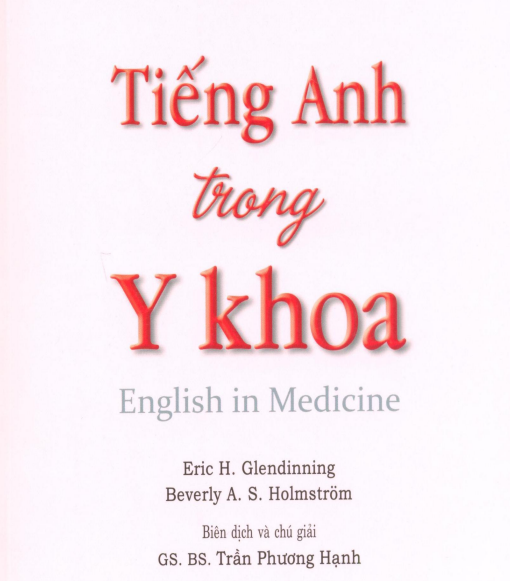 Tiếng Anh
trong
Y khoa
English in Medicine
Eric H. Glendinning
Beverly A. S. Holmström
Biên dịch và chú giải
GS. BS. Trần Phương Hạnh